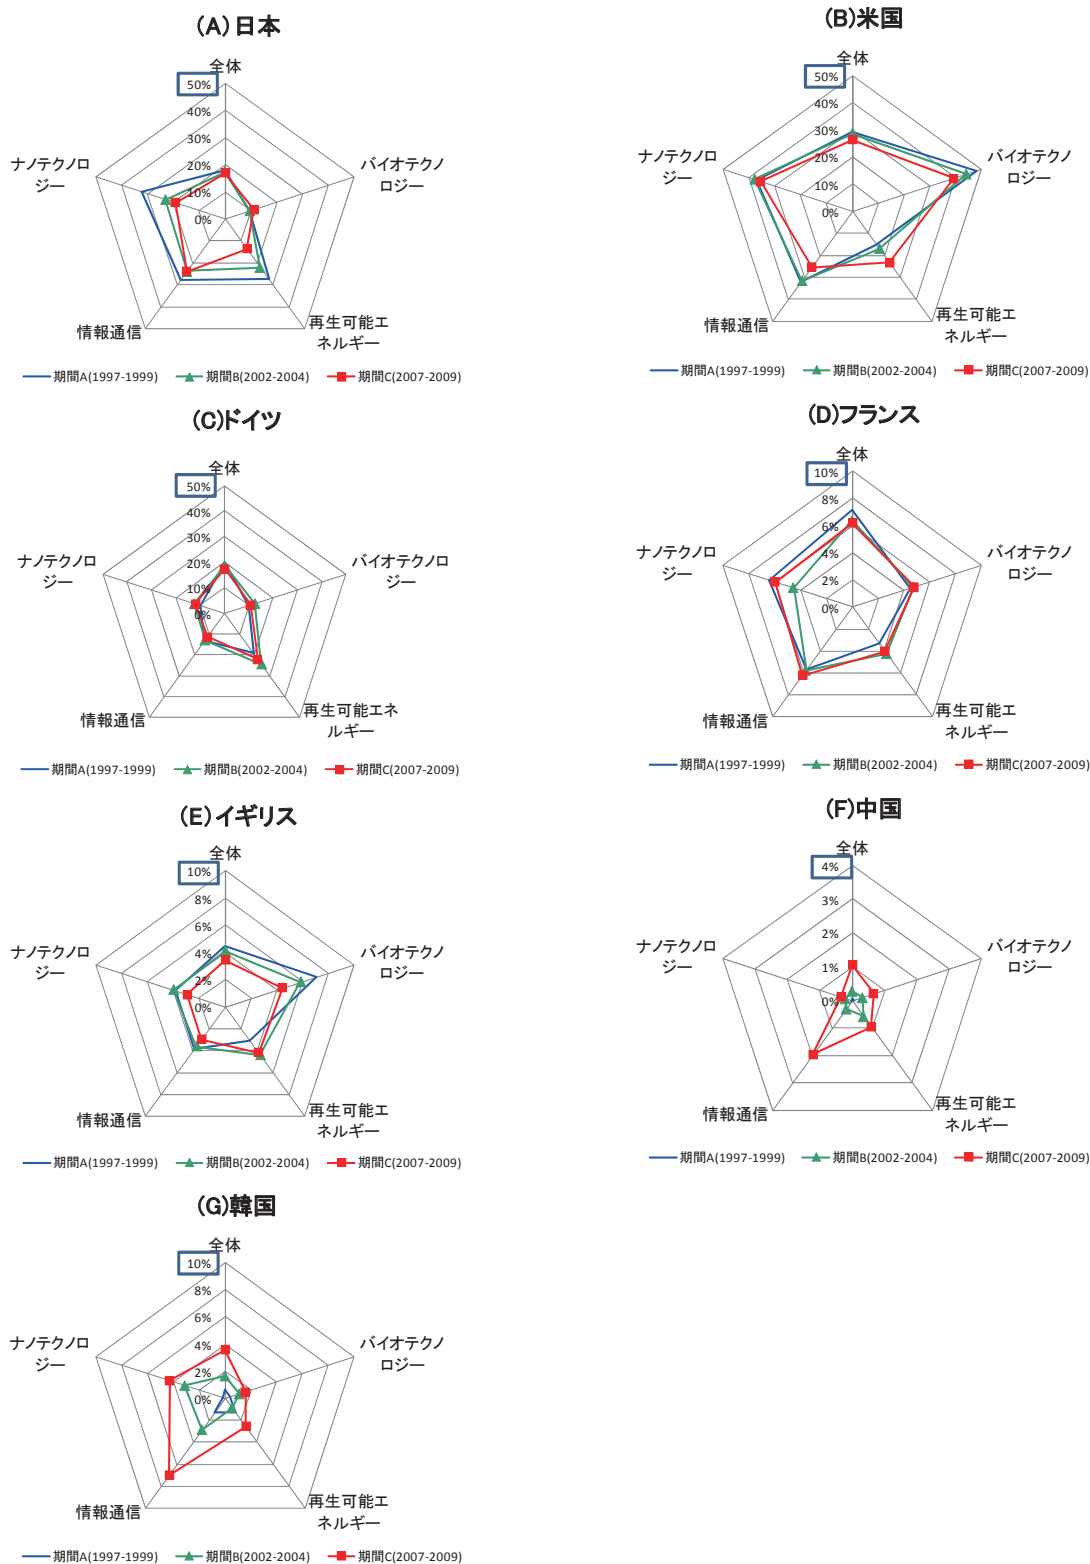 (A)日本
全体
50%
40%
30%
20%
10%
0%
ナノテクノロ
ジー
バイオテクノ
ロジー
情報通信
再生可能エ
ネルギー
期間A(1997-1999)
期間B(2002-2004)
期間C(2007-2009)
(B)米国
全体
50%
40%
30%
20%
10%
0%
ナノテクノロ
ジー
バイオテクノ
ロジー
情報通信
再生可能エ
ネルギー
期間A(1997-1999)
期間B(2002-2004)
期間C(2007-2009)
(C)ドイツ
全体
50%
40%
30%
20%
10%
0%
ナノテクノロ
ジー
バイオテクノロ
ジー
情報通信
再生可能エネ
ルギー
期間A(1997-1999)
期間B(2002-2004)
期間C(2007-2009)
(D)フランス
全体
10%
8%
6%
4%
2%
0%
ナノテクノロ
ジー
バイオテクノ
ロジー
情報通信
再生可能エ
ネルギー
期間A(1997-1999)
期間B(2002-2004)
期間C(2007-2009)
(E)イギリス
全体
10%
8%
6%
4%
2%
0%
ナノテクノロ
ジー
バイオテクノ
ロジー
情報通信
再生可能エ
ネルギー
期間A(1997-1999)
期間B(2002-2004)
期間C(2007-2009)
(F)中国
全体
4%
3%
2%
1%
0%
ナノテクノロ
ジー
バイオテクノ
ロジー
情報通信
再生可能エ
ネルギー
期間A(1997-1999)
期間B(2002-2004)
期間C(2007-2009)
(G)韓国
全体
10%
8%
6%
4%
2%
0%
ナノテクノロ
ジー
バイオテクノ
ロジー
情報通信
再生可能エ
ネルギー
期間A(1997-1999)
期間B(2002-2004)
期間C(2007-2009)